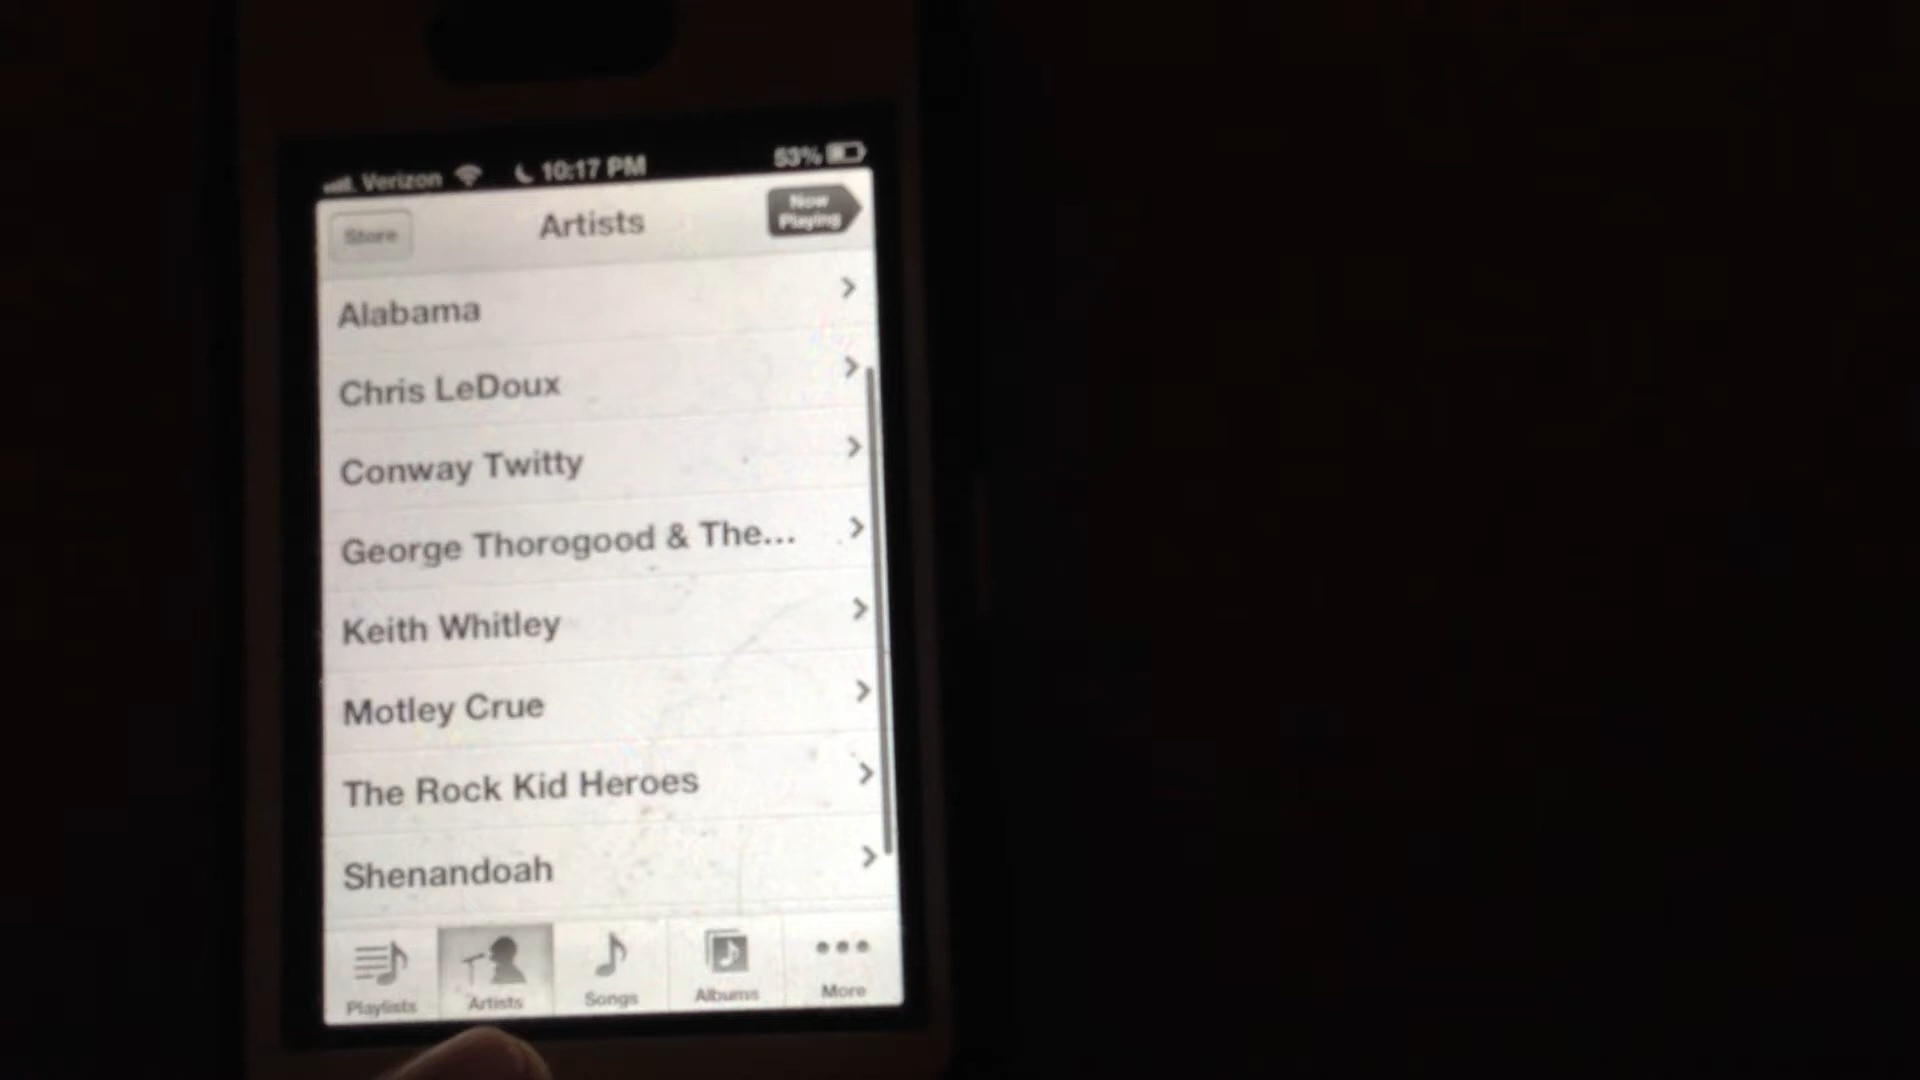 Verizon 10:17 PM 53%
Store Artists Now Playing
Alabama
Chris LeDoux
Conway Twitty
George Thorogood & The...
Keith Whitley
Motley Crue
The Rock Kid Heroes
Shenandoah
Playlists Artists Songs Albums More